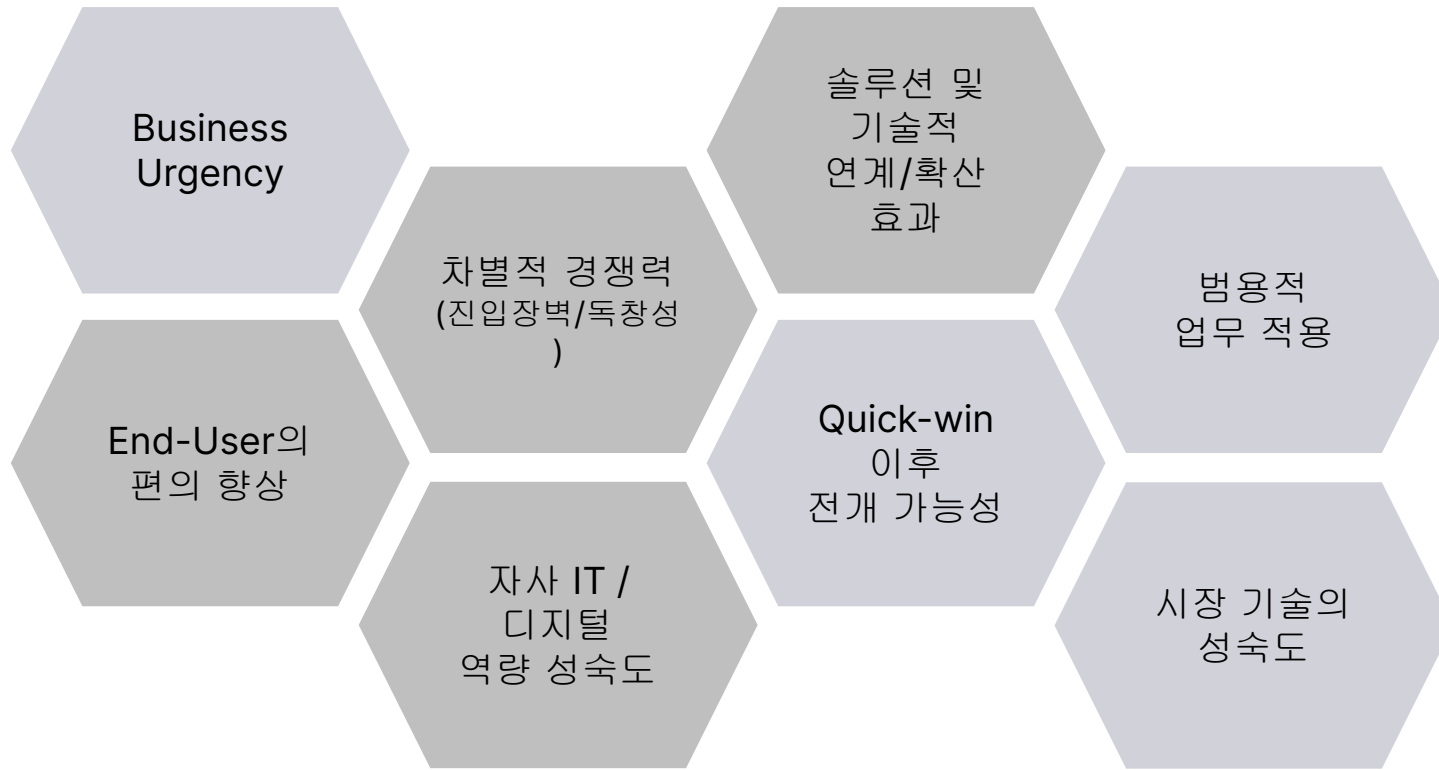 Business
Urgency
솔루션 및
기술적
연계/확산
효과
차별적 경쟁력
(진입장벽/독창성
)
범용적
업무 적용
End-User의
편의 향상
Quick-win
이후
전개 가능성
자사 IT /
디지털
역량 성숙도
시장 기술의
성숙도